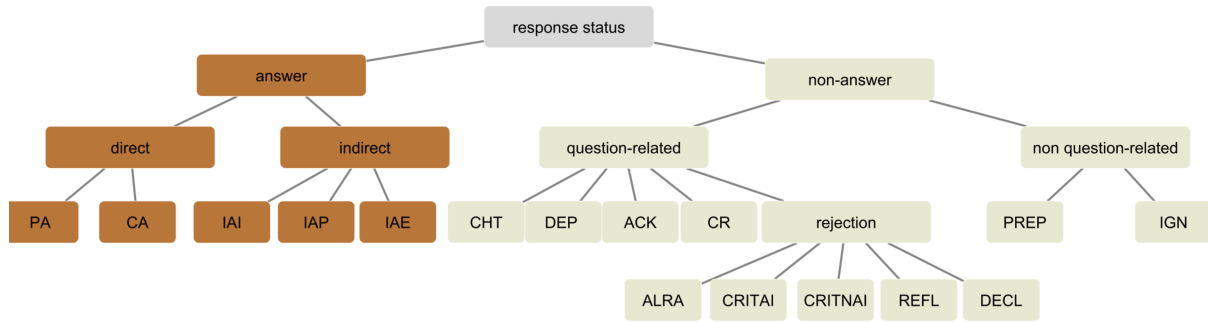 response status
answer
non-answer
direct
indirect
question-related
non question-related
PA
CA
IAI
IAP
IAE
CHT
DEP
ACK
CR
rejection
PREP
IGN
ALRA
CRITAI
CRITNAI
REFL
DECL